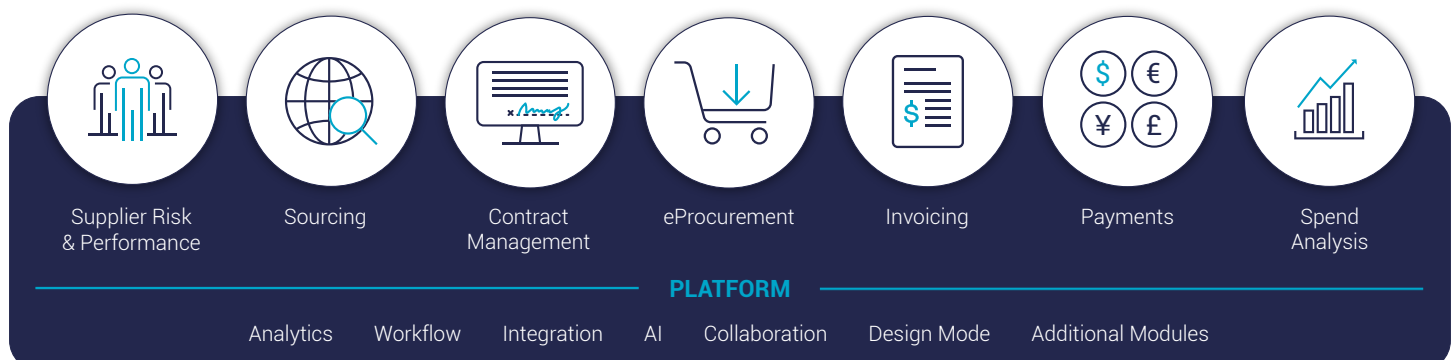 Supplier Risk
& Performance
Sourcing
Contract
Management
eProcurement
Invoicing
Payments
Spend
Analysis
$ €
¥ £
x
$
PLATFORM
Analytics Workflow Integration AI Collaboration Design Mode Additional Modules